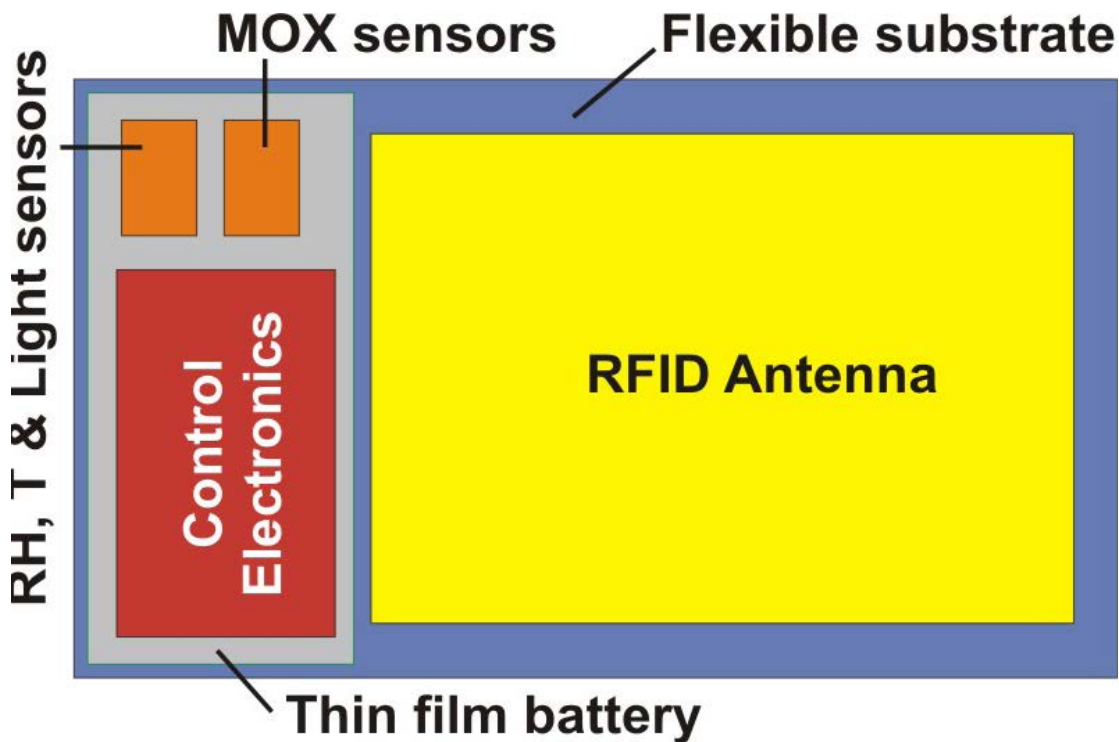 MOX sensors
Flexible substrate
RH, T & Light sensors
Control
Electronics
RFID Antenna
Thin film battery